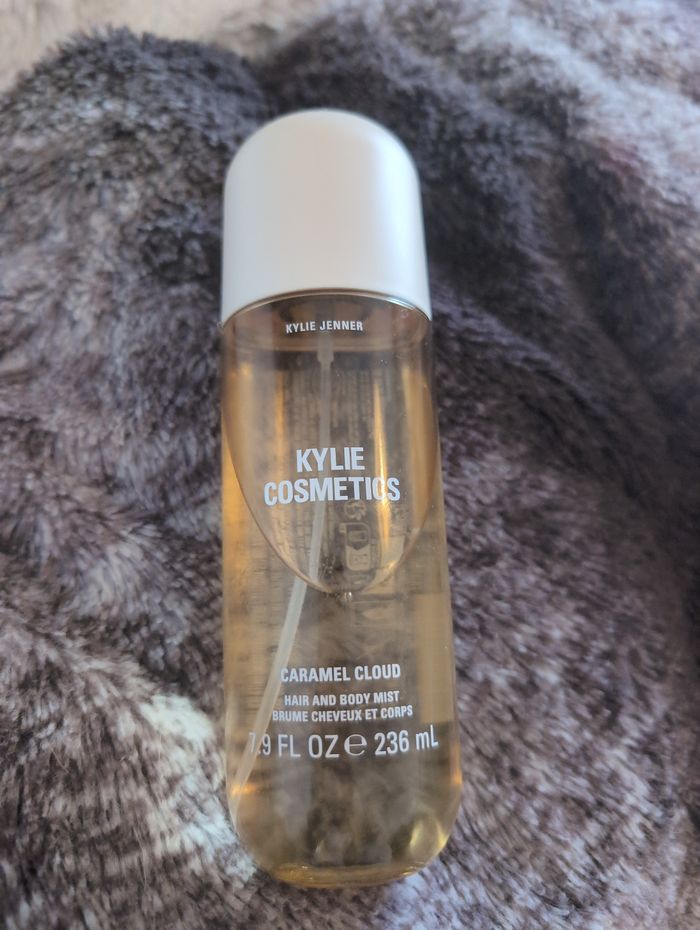 KYLIE JENNER
KYLIE
COSMETICS
CARAMEL CLOUD
HAIR AND BODY MIST
BRUME CHEVEUX ET CORPS
7.9 FL OZ ℮ 236 mL